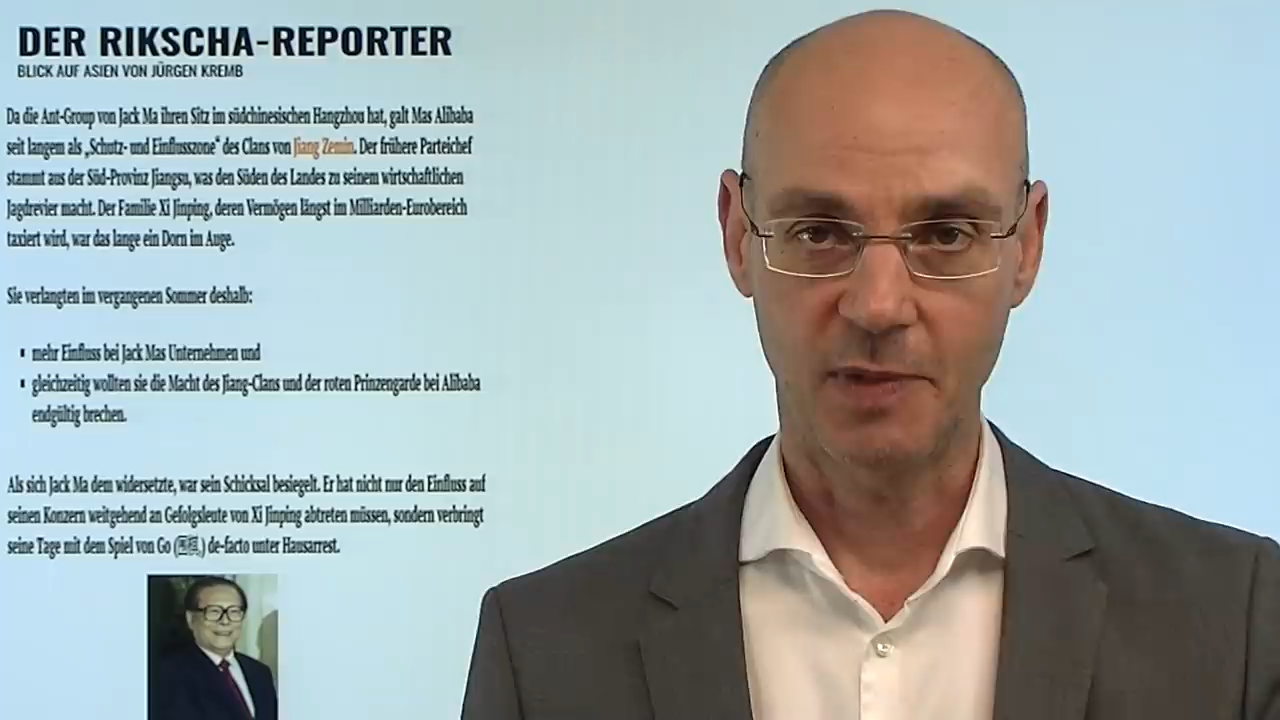 DER RIKSCHA-REPORTER
BLICK AUF ASIEN VON JÜRGEN KREMB
Da die Ant-Group von Jack Ma ihren Sitz im südchinesischen Hangzhou hat, galt Mas Alibaba
seit langem als „Schutz- und Einflusszone“ des Clans von Jiang Zemin. Der frühere Parteichef
stammt aus der Süd-Provinz Jiangsu, was den Süden des Landes zu seinem wirtschaftlichen
Jagdrevier macht. Der Familie Xi Jinping, deren Vermögen längst im Milliarden-Eurobereich
taxiert wird, war das lange ein Dorn im Auge.
Sie verlangten im vergangenen Sommer deshalb:
▪ mehr Einfluss bei Jack Mas Unternehmen und
▪ gleichzeitig wollten sie die Macht des Jiang-Clans und der roten Prinzengarde bei Alibaba
endgültig brechen.
Als sich Jack Ma dem widersetzte, war sein Schicksal besiegelt. Er hat nicht nur den Einfluss auf
seinen Konzern weitgehend an Gefolgsleute von Xi Jinping abtreten müssen, sondern verbringt
seine Tage mit dem Spiel von Go ( ) de-facto unter Hausarrest.